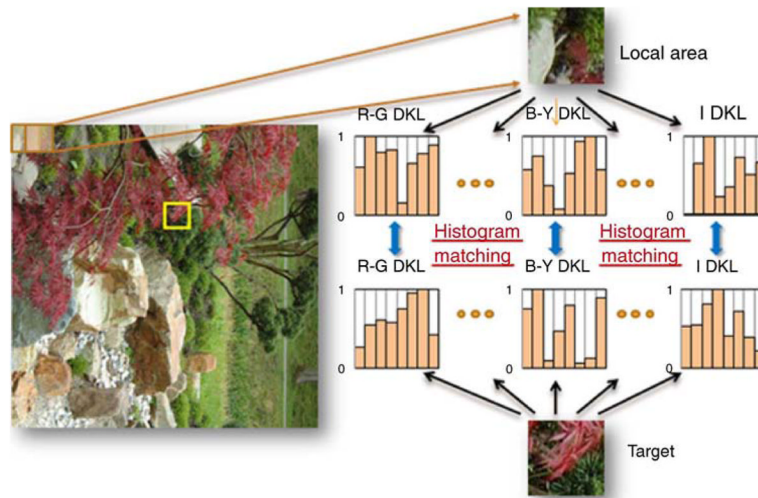 Local area
R-G DKL
B-Y DKL
I DKL
1
1
1
0
0
0
Histogram
matching
Histogram
matching
R-G DKL
B-Y DKL
I DKL
1
1
1
0
0
0
Target